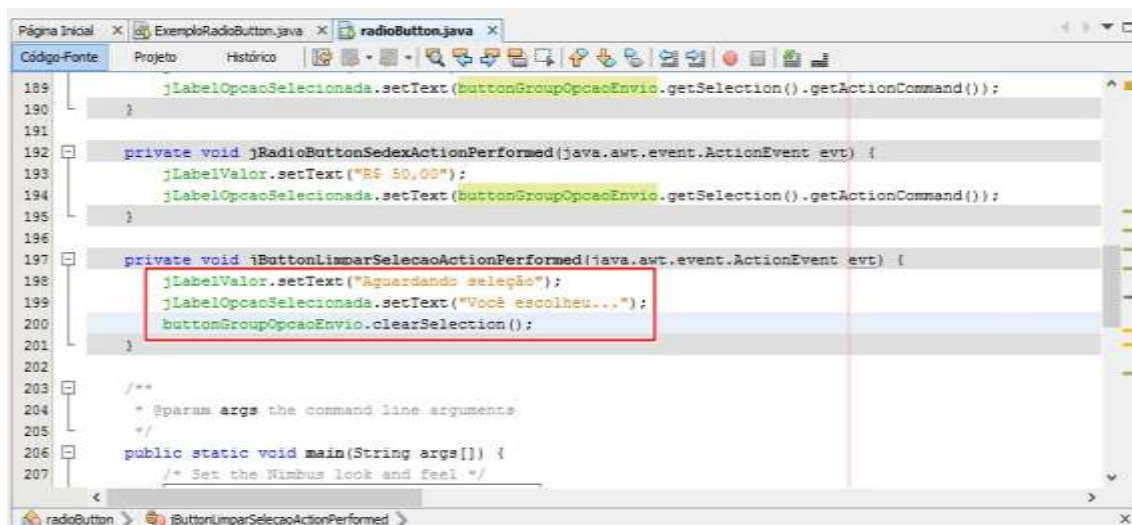 Página Inicial X ExemploRadioButton.java X radioButton.java X
Código-Fonte Projeto Histórico
189 jLabelOpcaoSelecionada.setText(buttonGroupOpcaoEnvio.getSelection().getActionCommand());
190 }
191
192 private void jRadioButtonSedexActionPerformed(java.awt.event.ActionEvent evt) {
193 jLabelValor.setText("R$ 50,00");
194 jLabelOpcaoSelecionada.setText(buttonGroupOpcaoEnvio.getSelection().getActionCommand());
195 }
196
197 private void jButtonLimparSelecaoActionPerformed(java.awt.event.ActionEvent evt) {
198 jLabelValor.setText("Aguardando seleção");
199 jLabelOpcaoSelecionada.setText("Você escolheu...");
200 buttonGroupOpcaoEnvio.clearSelection();
201 }
202
203 /**
204 * @param args the command line arguments
205 */
206 public static void main(String args[]) {
207 /* Set the Nimbus look and feel */
radioButton > jButtonLimparSelecaoActionPerformed >